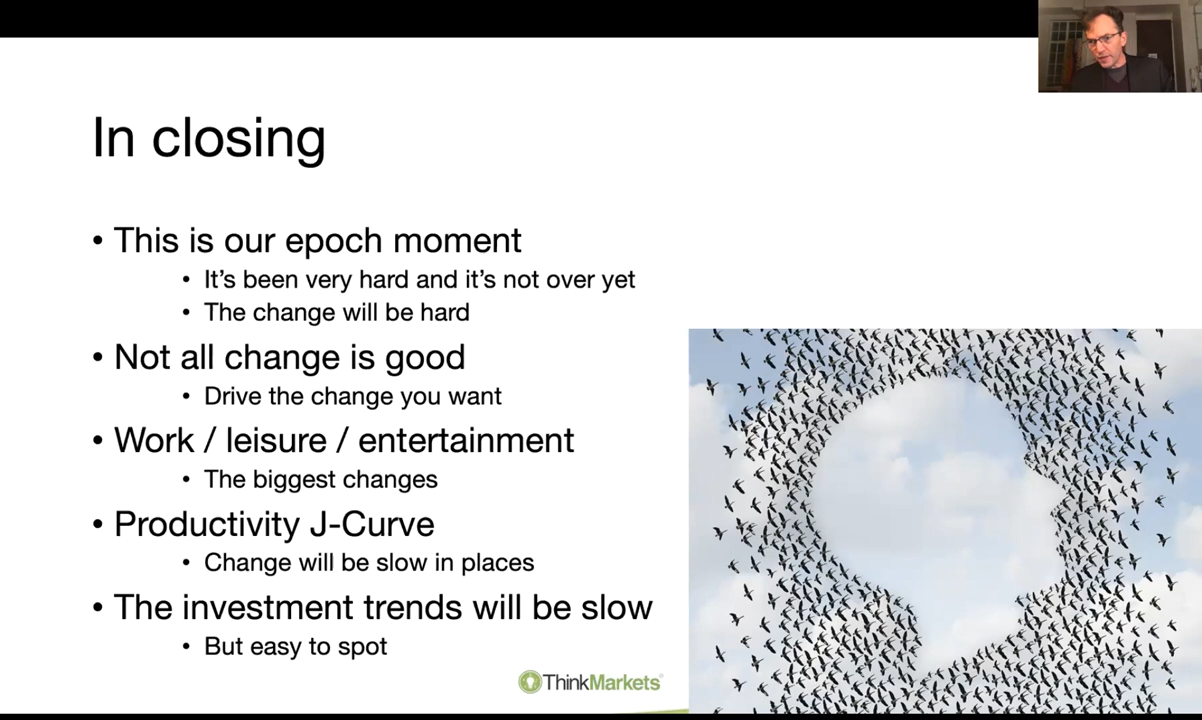 In closing
• This is our epoch moment
• It’s been very hard and it’s not over yet
• The change will be hard
• Not all change is good
• Drive the change you want
• Work / leisure / entertainment
• The biggest changes
• Productivity J-Curve
• Change will be slow in places
• The investment trends will be slow
• But easy to spot
ThinkMarkets